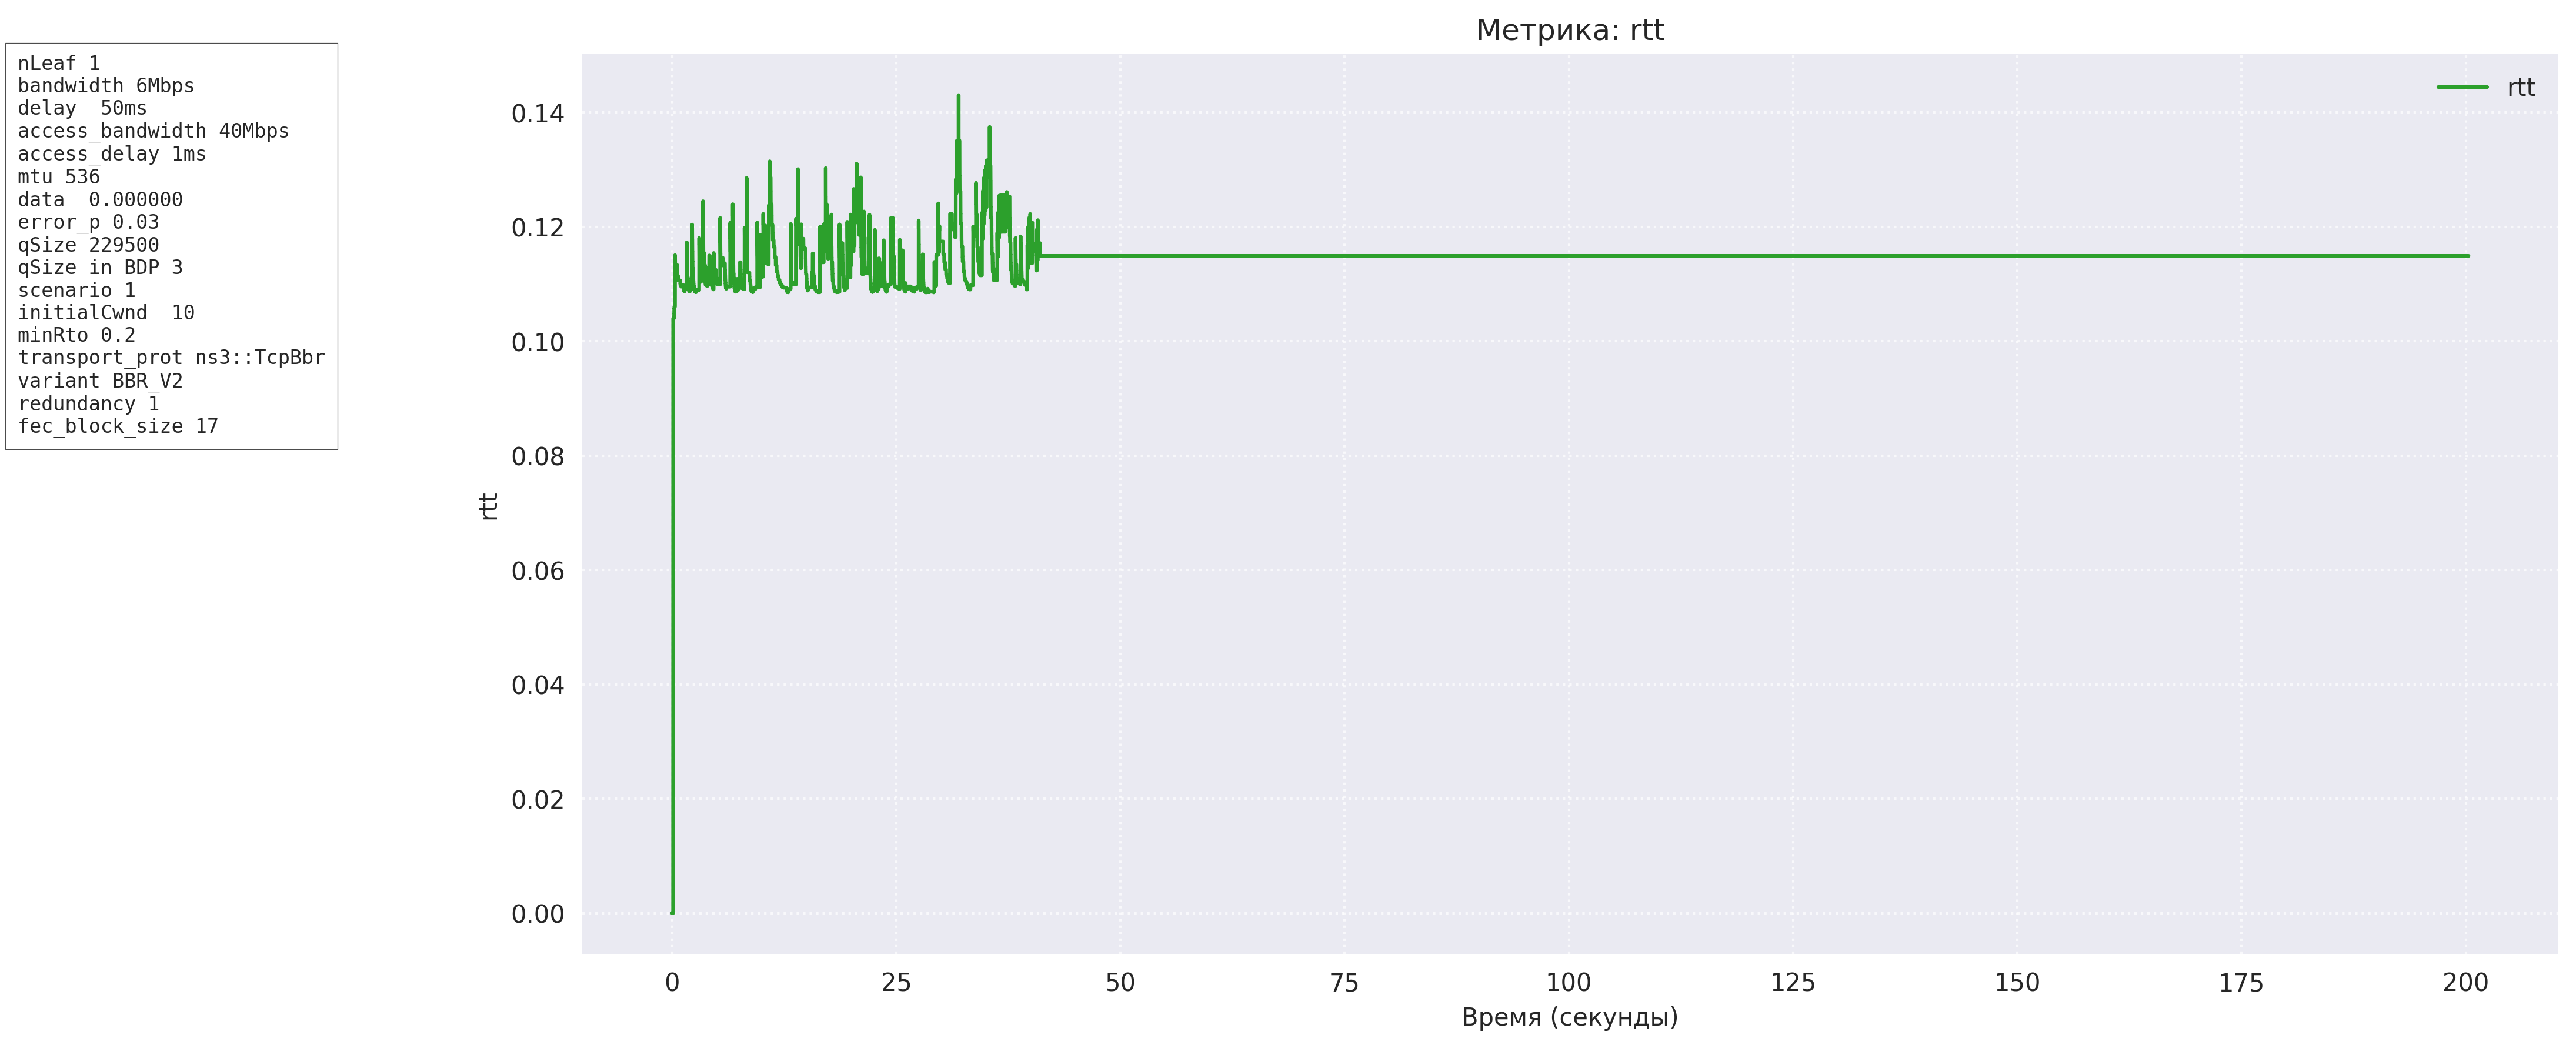 Метрика: rtt
nLeaf 1
bandwidth 6Mbps
delay  50ms
access_bandwidth 40Mbps
access_delay 1ms
mtu 536
data  0.000000
error_p 0.03
qSize 229500
qSize in BDP 3
scenario 1
initialCwnd  10
minRto 0.2
transport_prot ns3::TcpBbr
variant BBR_V2
redundancy 1
fec_block_size 17
rtt
0.14
0.12
0.10
0.08
0.06
0.04
0.02
0.00
rtt
0 25 50 75 100 125 150 175 200
Время (секунды)